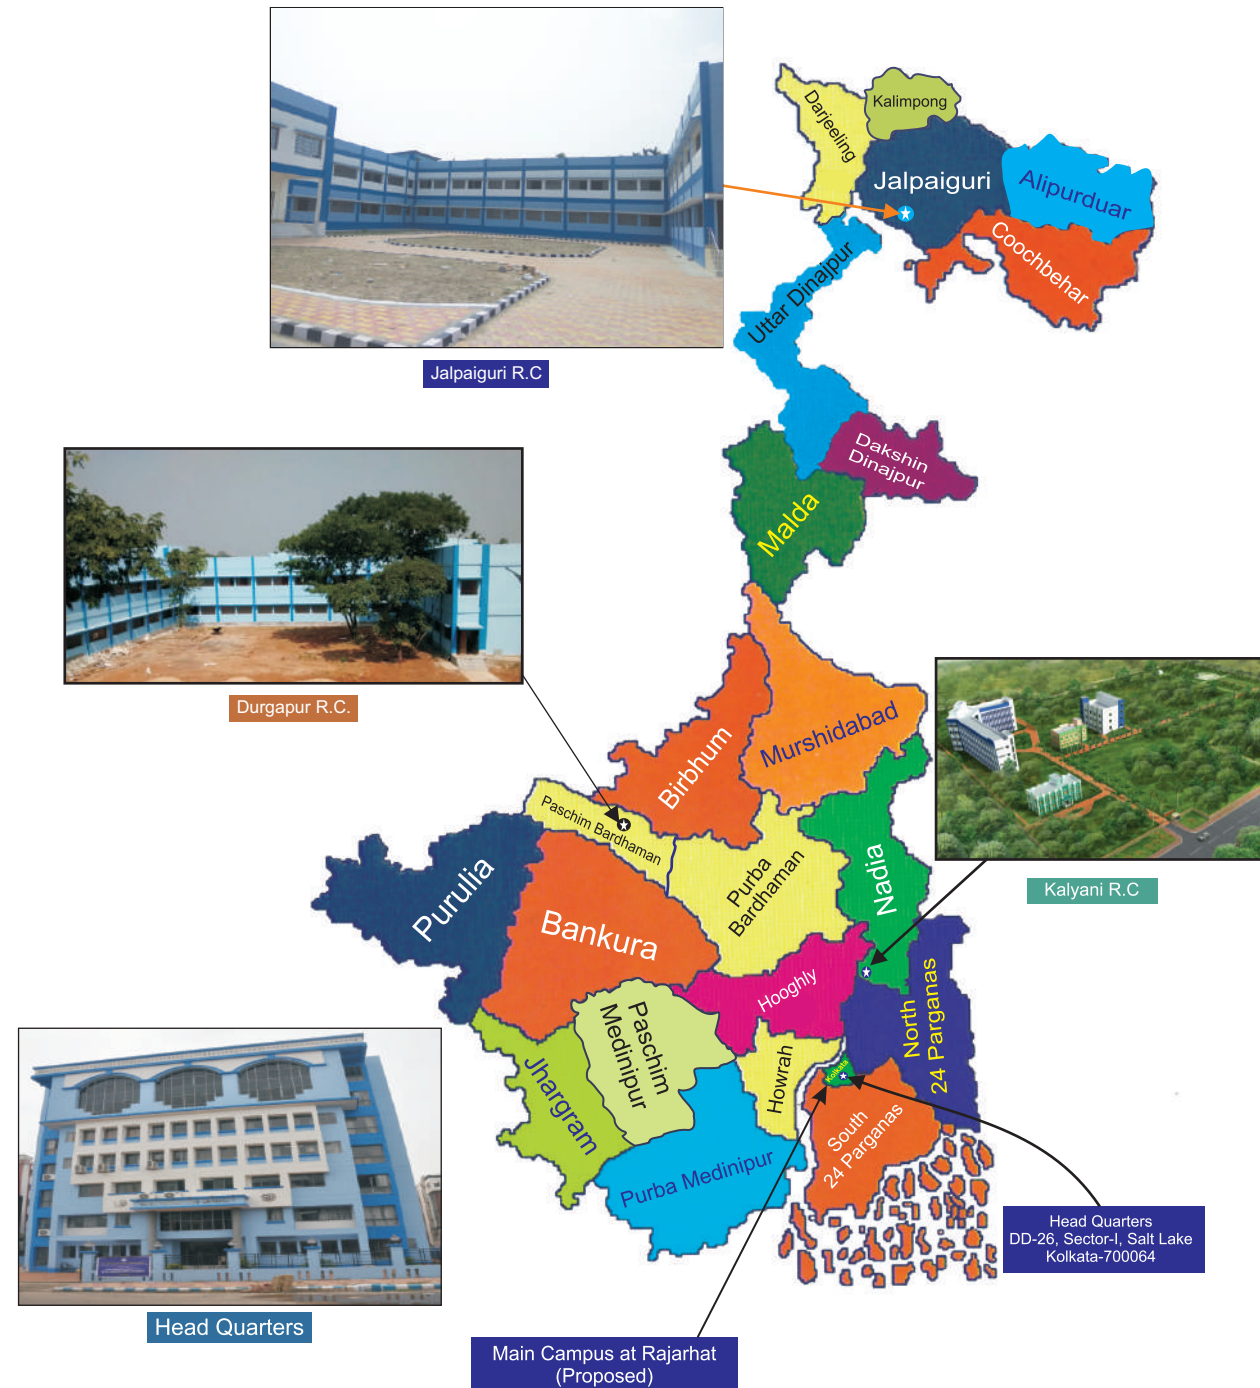 Kalimpong
Darjeeling
Jalpaiguri
Alipurduar
Coochbehar
Uttar Dinajpur
Jalpaiguri R.C
Dakshin
Dinajpur
Malda
Durgapur R.C.
Murshidabad
Birbhum
Paschim Bardhaman
Purba
Bardhaman
Nadia
Kalyani R.C
Purulia
Bankura
Hooghly
North
24 Parganas
Paschim
Medinipur
Howrah
Kolkata
Jhargram
South
24 Parganas
Purba Medinipur
Head Quarters
DD-26, Sector-I, Salt Lake
Kolkata-700064
Head Quarters
Main Campus at Rajarhat
(Proposed)